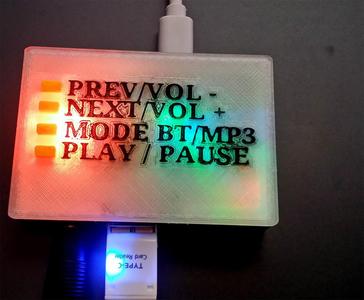 PREV/VOL -
NEXT/VOL +
MODE BT/MP3
PLAY / PAUSE
TYPE-C
Card Reader